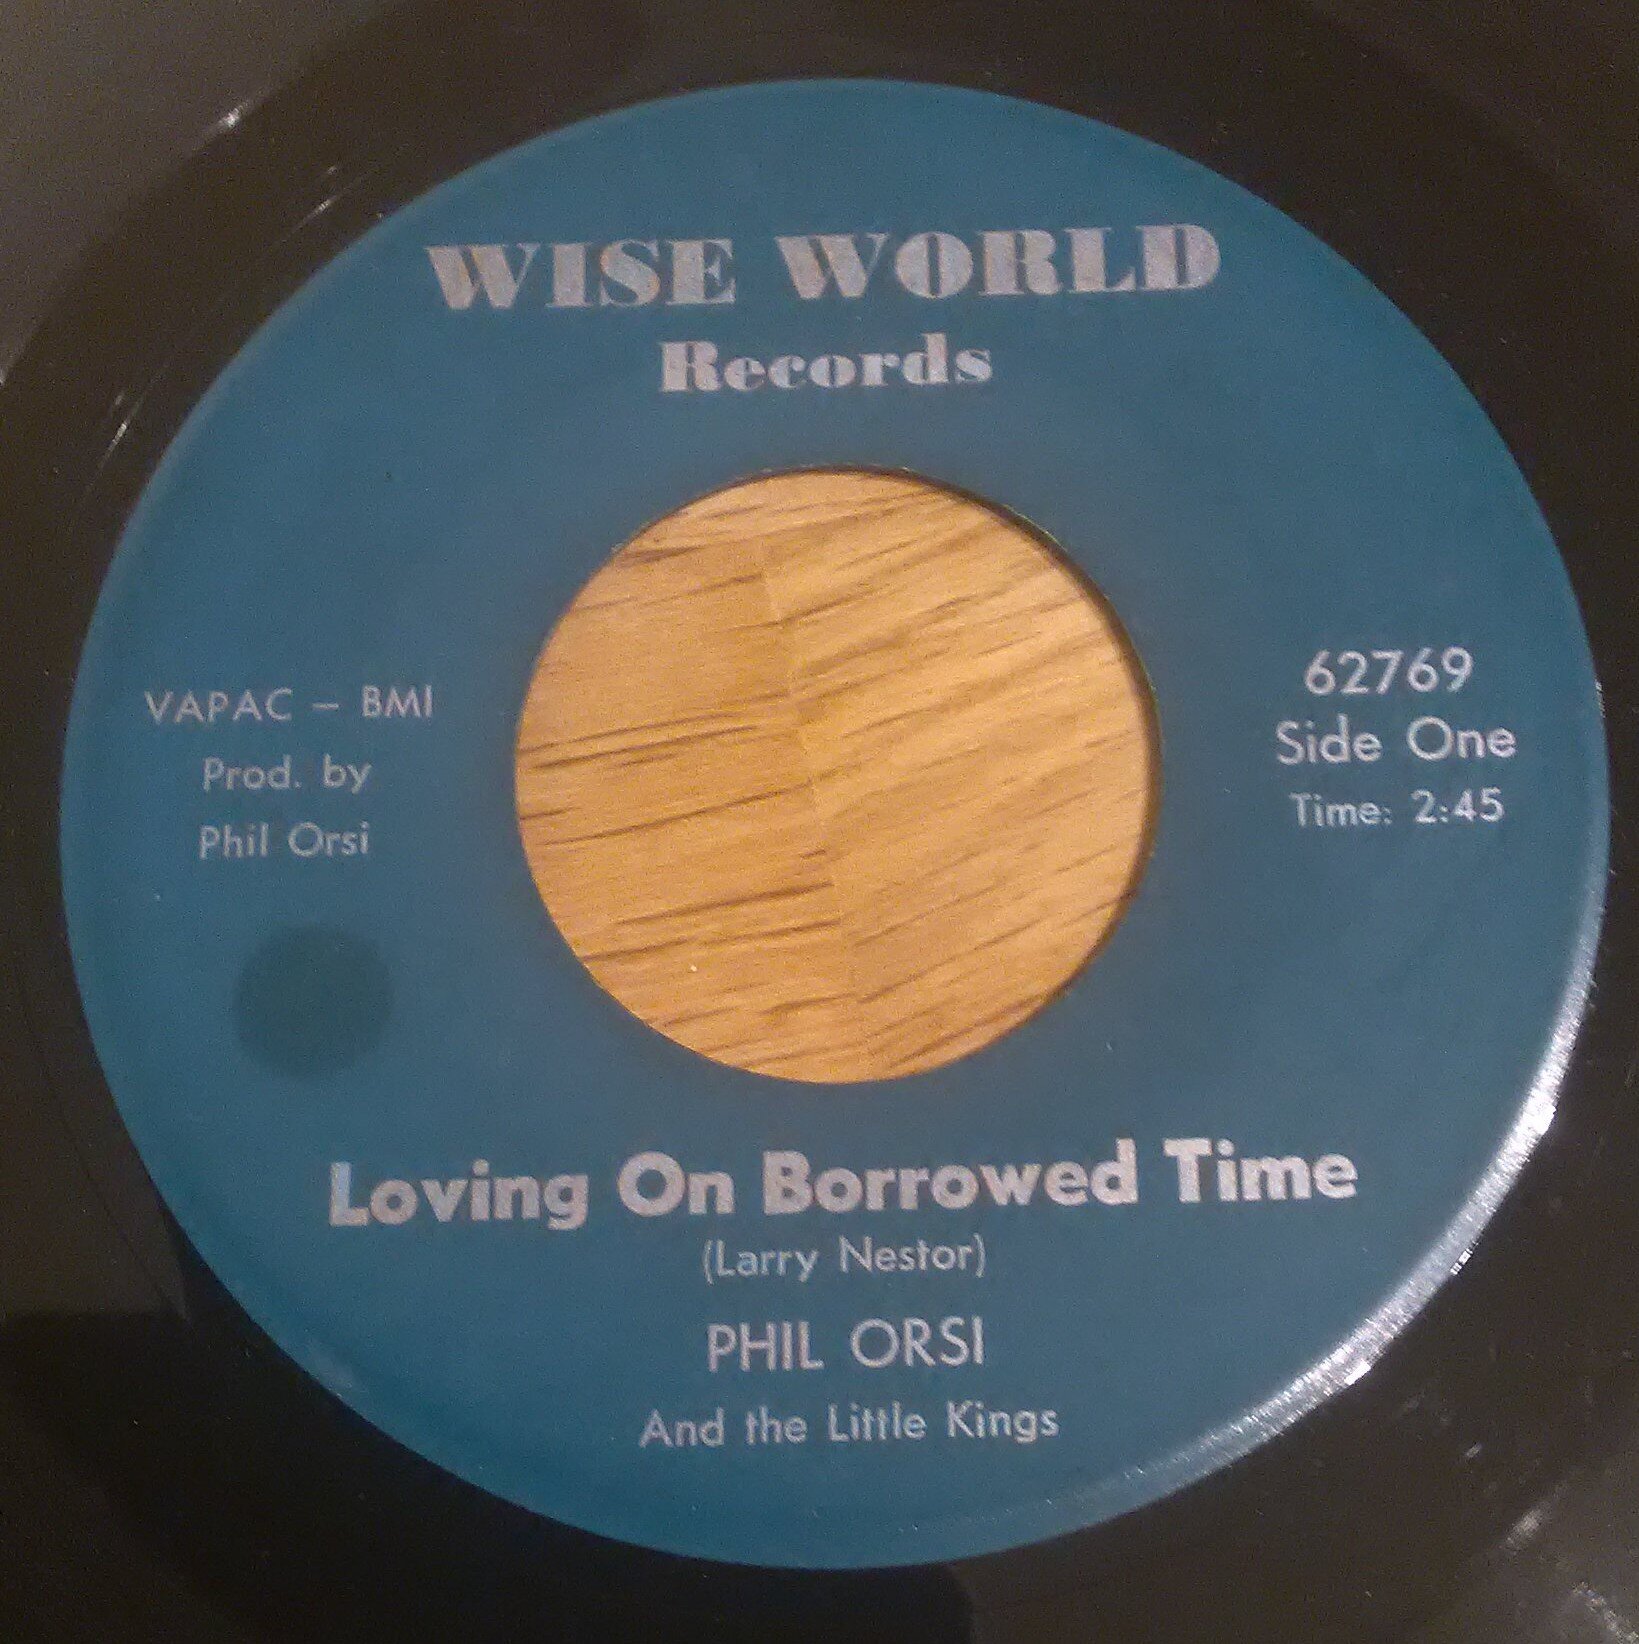 WISE WORLD
Records
VAPAC – BMI
Prod. by
Phil Orsi
62769
Side One
Time: 2:45
Loving On Borrowed Time
(Larry Nestor)
PHIL ORSI
And the Little Kings